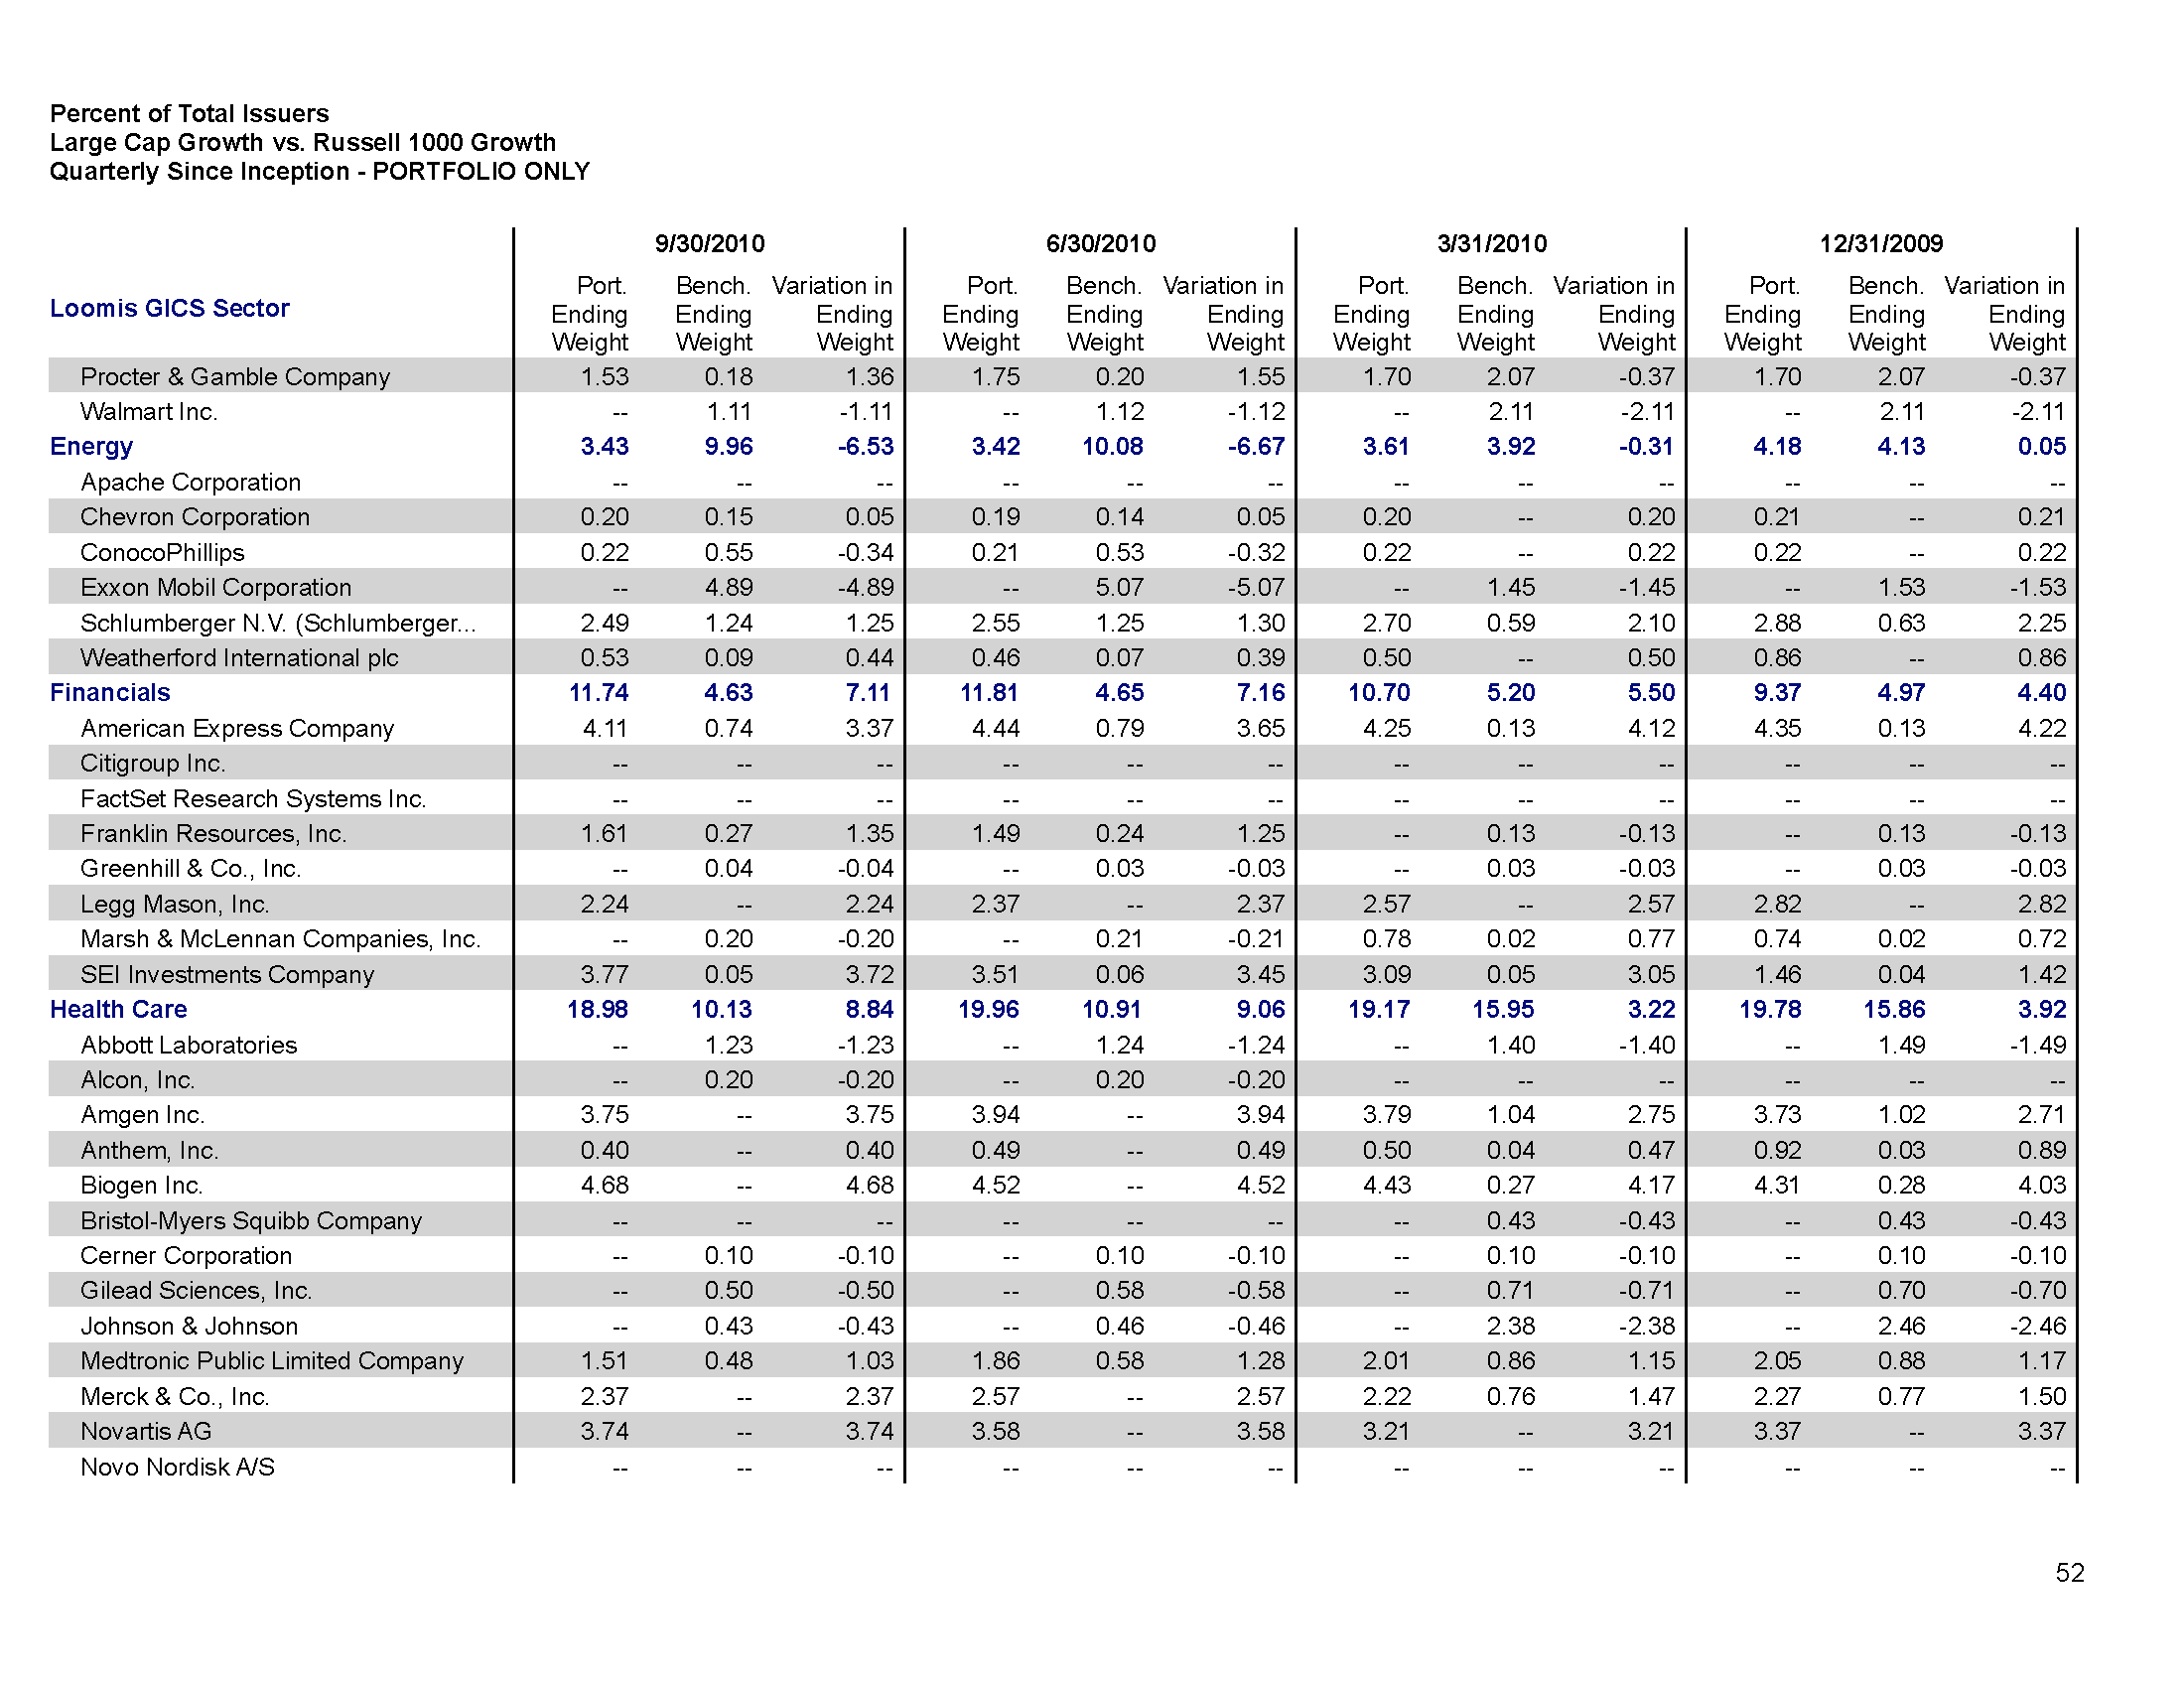 Percent of Total Issuers
Large Cap Growth vs. Russell 1000 Growth
Quarterly Since Inception - PORTFOLIO ONLY
9/30/2010 6/30/2010 3/31/2010 12/31/2009
Loomis GICS Sector
Port. Bench. Variation in Port. Bench. Variation in Port. Bench. Variation in Port. Bench. Variation in
Ending Ending Ending Ending Ending Ending Ending Ending Ending Ending Ending Ending
Weight Weight Weight Weight Weight Weight Weight Weight Weight Weight Weight Weight
Procter & Gamble Company 1.53 0.18 1.36 1.75 0.20 1.55 1.70 2.07 -0.37 1.70 2.07 -0.37
Walmart Inc. -- 1.11 -1.11 -- 1.12 -1.12 -- 2.11 -2.11 -- 2.11 -2.11
Energy 3.43 9.96 -6.53 3.42 10.08 -6.67 3.61 3.92 -0.31 4.18 4.13 0.05
Apache Corporation -- -- -- -- -- -- -- -- -- -- -- --
Chevron Corporation 0.20 0.15 0.05 0.19 0.14 0.05 0.20 -- 0.20 0.21 -- 0.21
ConocoPhillips 0.22 0.55 -0.34 0.21 0.53 -0.32 0.22 -- 0.22 0.22 -- 0.22
Exxon Mobil Corporation -- 4.89 -4.89 -- 5.07 -5.07 -- 1.45 -1.45 -- 1.53 -1.53
Schlumberger N.V. (Schlumberger... 2.49 1.24 1.25 2.55 1.25 1.30 2.70 0.59 2.10 2.88 0.63 2.25
Weatherford International plc 0.53 0.09 0.44 0.46 0.07 0.39 0.50 -- 0.50 0.86 -- 0.86
Financials 11.74 4.63 7.11 11.81 4.65 7.16 10.70 5.20 5.50 9.37 4.97 4.40
American Express Company 4.11 0.74 3.37 4.44 0.79 3.65 4.25 0.13 4.12 4.35 0.13 4.22
Citigroup Inc. -- -- -- -- -- -- -- -- -- -- -- --
FactSet Research Systems Inc. -- -- -- -- -- -- -- -- -- -- -- --
Franklin Resources, Inc. 1.61 0.27 1.35 1.49 0.24 1.25 -- 0.13 -0.13 -- 0.13 -0.13
Greenhill & Co., Inc. -- 0.04 -0.04 -- 0.03 -0.03 -- 0.03 -0.03 -- 0.03 -0.03
Legg Mason, Inc. 2.24 -- 2.24 2.37 -- 2.37 2.57 -- 2.57 2.82 -- 2.82
Marsh & McLennan Companies, Inc. -- 0.20 -0.20 -- 0.21 -0.21 0.78 0.02 0.77 0.74 0.02 0.72
SEI Investments Company 3.77 0.05 3.72 3.51 0.06 3.45 3.09 0.05 3.05 1.46 0.04 1.42
Health Care 18.98 10.13 8.84 19.96 10.91 9.06 19.17 15.95 3.22 19.78 15.86 3.92
Abbott Laboratories -- 1.23 -1.23 -- 1.24 -1.24 -- 1.40 -1.40 -- 1.49 -1.49
Alcon, Inc. -- 0.20 -0.20 -- 0.20 -0.20 -- -- -- -- -- --
Amgen Inc. 3.75 -- 3.75 3.94 -- 3.94 3.79 1.04 2.75 3.73 1.02 2.71
Anthem, Inc. 0.40 -- 0.40 0.49 -- 0.49 0.50 0.04 0.47 0.92 0.03 0.89
Biogen Inc. 4.68 -- 4.68 4.52 -- 4.52 4.43 0.27 4.17 4.31 0.28 4.03
Bristol-Myers Squibb Company -- -- -- -- -- -- -- 0.43 -0.43 -- 0.43 -0.43
Cerner Corporation -- 0.10 -0.10 -- 0.10 -0.10 -- 0.10 -0.10 -- 0.10 -0.10
Gilead Sciences, Inc. -- 0.50 -0.50 -- 0.58 -0.58 -- 0.71 -0.71 -- 0.70 -0.70
Johnson & Johnson -- 0.43 -0.43 -- 0.46 -0.46 -- 2.38 -2.38 -- 2.46 -2.46
Medtronic Public Limited Company 1.51 0.48 1.03 1.86 0.58 1.28 2.01 0.86 1.15 2.05 0.88 1.17
Merck & Co., Inc. 2.37 -- 2.37 2.57 -- 2.57 2.22 0.76 1.47 2.27 0.77 1.50
Novartis AG 3.74 -- 3.74 3.58 -- 3.58 3.21 -- 3.21 3.37 -- 3.37
Novo Nordisk A/S -- -- -- -- -- -- -- -- -- -- -- --
52